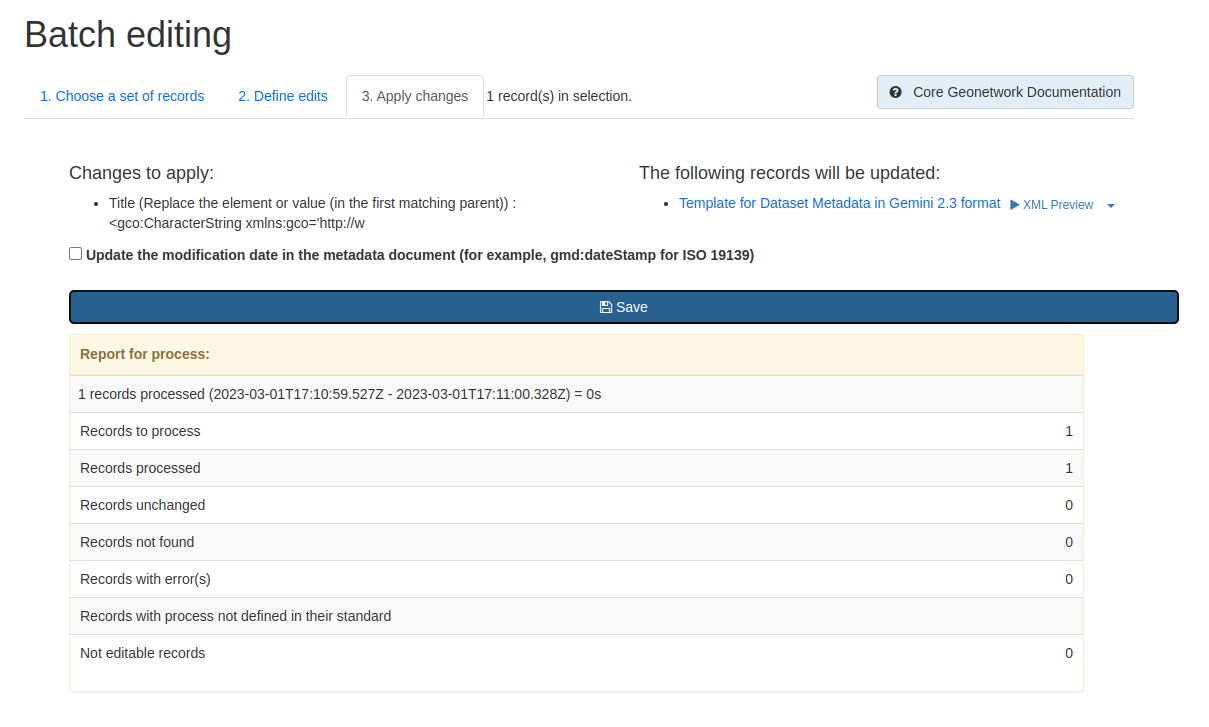 Batch editing
1. Choose a set of records
2. Define edits
3. Apply changes
1 record(s) in selection.
Core Geonetwork Documentation
Changes to apply:
Title (Replace the element or value (in the first matching parent)) :
<gco:CharacterString xmlns:gco='http://w
The following records will be updated:
Template for Dataset Metadata in Gemini 2.3 format XML Preview
Update the modification date in the metadata document (for example, gmd:dateStamp for ISO 19139)
Save
Report for process:
1 records processed (2023-03-01T17:10:59.527Z - 2023-03-01T17:11:00.328Z) = 0s
Records to process 1
Records processed 1
Records unchanged 0
Records not found 0
Records with error(s) 0
Records with process not defined in their standard
Not editable records 0